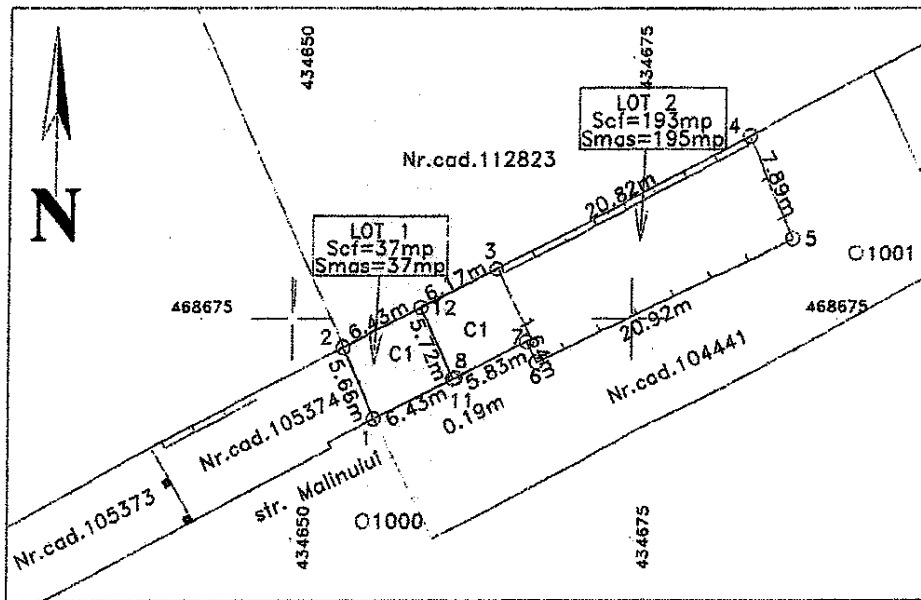 434650
434675
LOT 2
Scf=193mp
Smas=195mp
4
Nr.cad.112823
7.89m
20.82m
N
LOT 1
Scf=37mp
Smas=37mp
3
5
O1001
6.17m
12
468675
468675
6.43m
2
C1
C1
5.72m
7
20.92m
5.66m
8
5.83m
6
11
Nr.cad.104441
6.43m
0.19m
1
Nr.cad.105374
str. Malinului
Nr.cad.105373
O1000
434650
434675